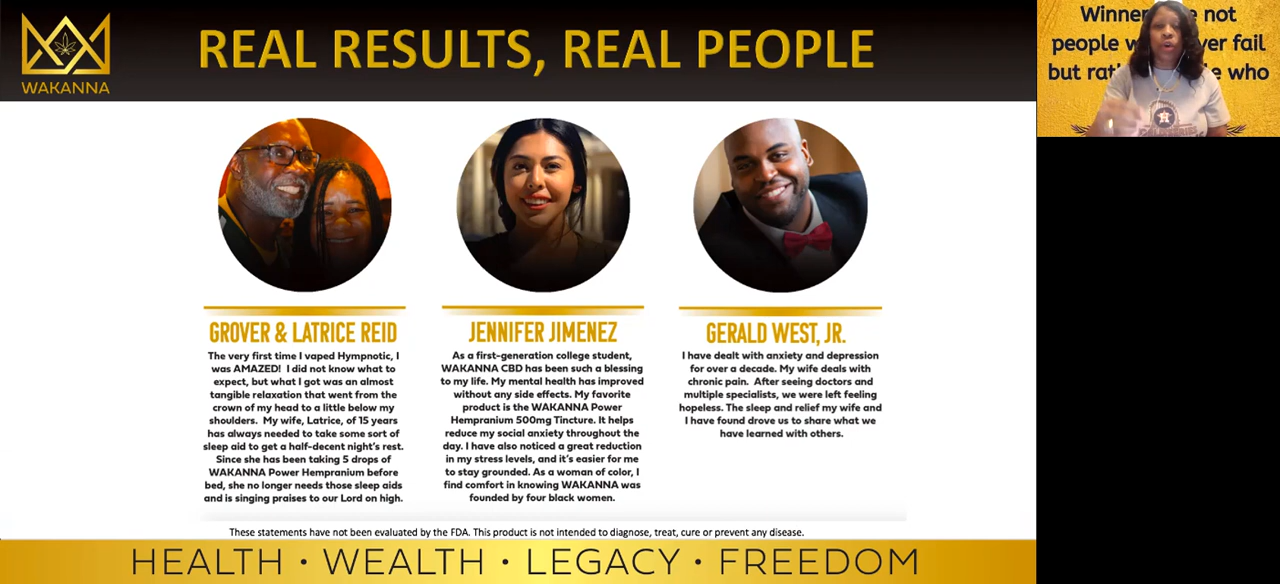 WAKANNA
REAL RESULTS, REAL PEOPLE
GROVER & LATRICE REID
The very first time I vaped Hympnotic, I
was AMAZED! I did not know what to
expect, but what I got was an almost
tangible relaxation that went from the
crown of my head to a little below my
shoulders. My wife, Latrice, of 15 years
has always needed to take some sort of
sleep aid to get a half-decent night's rest.
Since she has been taking 5 drops of
WAKANNA Power Hempranium before
bed, she no longer needs those sleep aids
and is singing praises to our Lord on high.
JENNIFER JIMENEZ
As a first-generation college student,
WAKANNA CBD has been such a blessing
to my life. My mental health has improved
without any side effects. My favorite
product is the WAKANNA Power
Hempranium 500mg Tincture. It helps
reduce my social anxiety throughout the
day. I have also noticed a great reduction
in my stress levels, and it's easier for me
to stay grounded. As a woman of color, I
find comfort in knowing WAKANNA was
founded by four black women.
GERALD WEST, JR.
I have dealt with anxiety and depression
for over a decade. My wife deals with
chronic pain. After seeing doctors and
multiple specialists, we were left feeling
hopeless. The sleep and relief my wife and
I have found drove us to share what we
have learned with others.
These statements have not been evaluated by the FDA. This product is not intended to diagnose, treat, cure or prevent any disease.
HEALTH • WEALTH • LEGACY • FREEDOM
not
people fail
but who